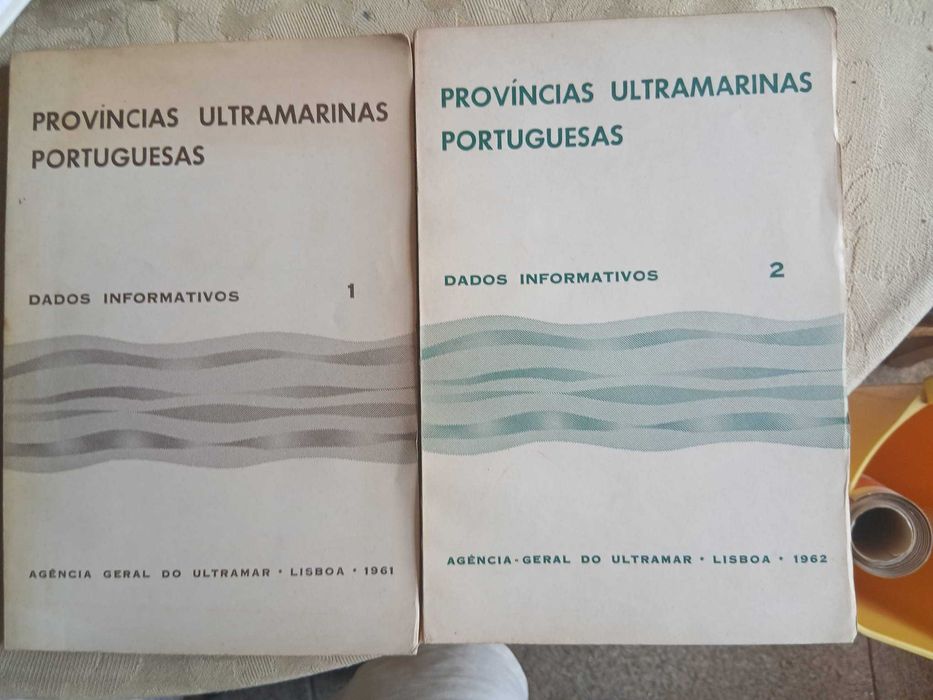 PROVÍNCIAS ULTRAMARINAS
PORTUGUESAS
DADOS INFORMATIVOS 1
AGÊNCIA GERAL DO ULTRAMAR • LISBOA • 1961
PROVÍNCIAS ULTRAMARINAS
PORTUGUESAS
DADOS INFORMATIVOS 2
AGÊNCIA-GERAL DO ULTRAMAR • LISBOA • 1962